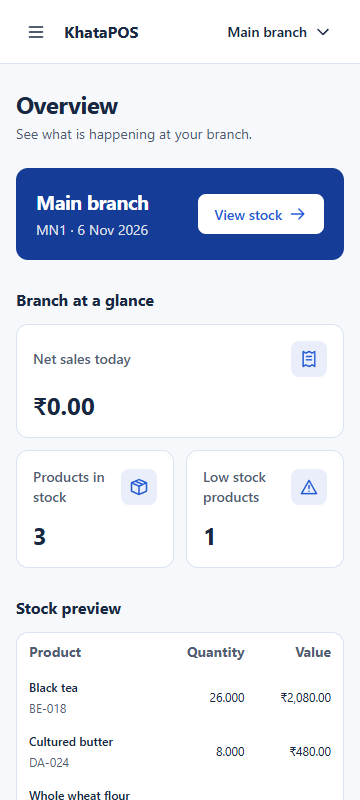 KhataPOS
Main branch
Overview
See what is happening at your branch.
Main branch
MN1 · 6 Nov 2026
View stock
Branch at a glance
Net sales today
₹0.00
Products in
stock
3
Low stock
products
1
Stock preview
Product Quantity Value
Black tea
BE-018
26.000 ₹2,080.00
Cultured butter
DA-024
8.000 ₹480.00
Whole wheat flour